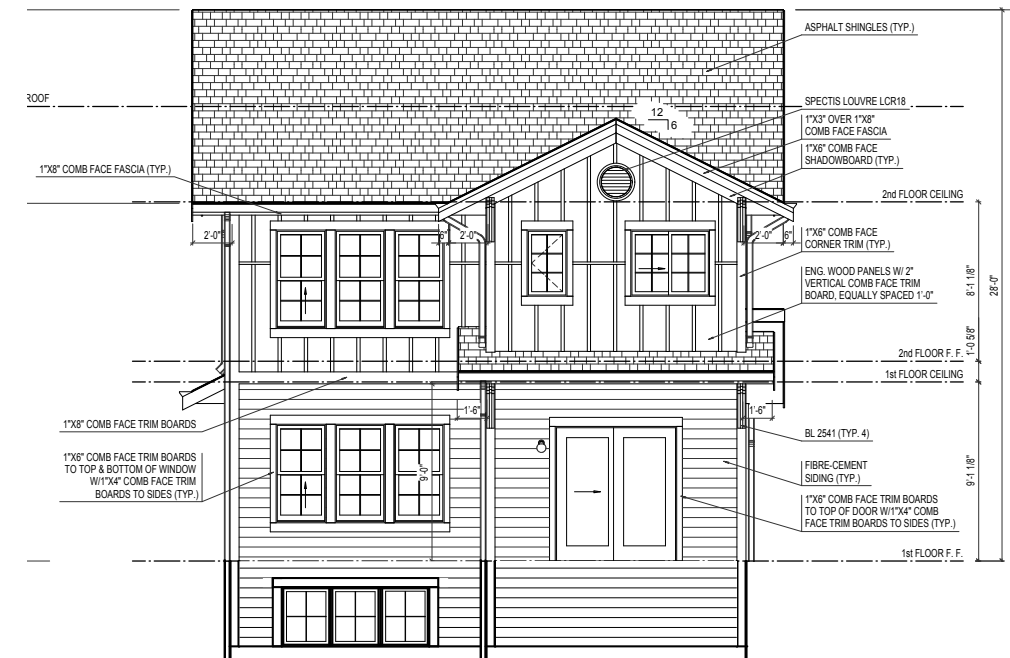 ASPHALT SHINGLES (TYP.)
ROOF
SPECTIS LOUVRE LCR18
12
6
1"X3" OVER 1"X8"
COMB FACE FASCIA
1"X6" COMB FACE
SHADOWBOARD (TYP.)
1"X8" COMB FACE FASCIA (TYP.)
2nd FLOOR CEILING
2'-0"
6"
2'-0"
2'-0"
6"
1"X6" COMB FACE
CORNER TRIM (TYP.)
ENG. WOOD PANELS W/ 2"
VERTICAL COMB FACE TRIM
BOARD, EQUALLY SPACED 1'-0"
8'-1 1/8"
28'-0"
1'-0 5/8"
2nd FLOOR F. F.
1st FLOOR CEILING
1'-6"
1'-6"
1"X8" COMB FACE TRIM BOARDS
BL 2541 (TYP. 4)
1"X6" COMB FACE TRIM BOARDS
TO TOP & BOTTOM OF WINDOW
W/1"X4" COMB FACE TRIM
BOARDS TO SIDES (TYP.)
9'-0"
FIBRE-CEMENT
SIDING (TYP.)
9'-1 1/8"
1"X6" COMB FACE TRIM BOARDS
TO TOP OF DOOR W/1"X4" COMB
FACE TRIM BOARDS TO SIDES (TYP.)
1st FLOOR F. F.